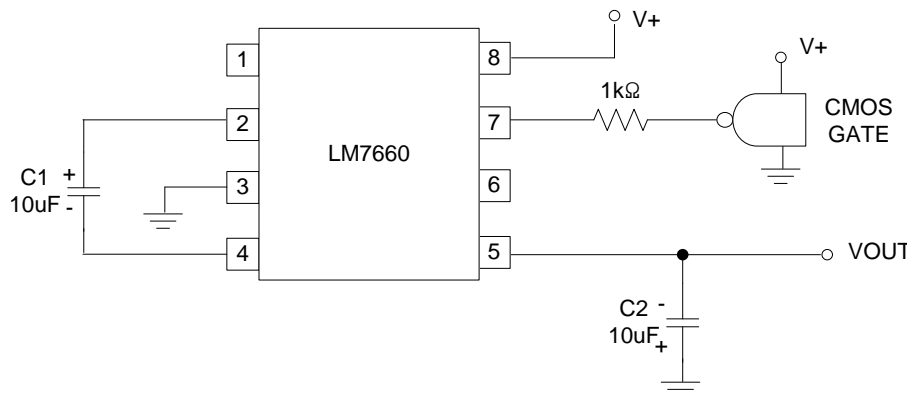 V+
1
8
V+
1kΩ
2
7
CMOS
GATE
LM7660
C1
+
10uF
-
3
6
4
5
VOUT
C2
-
10uF
+